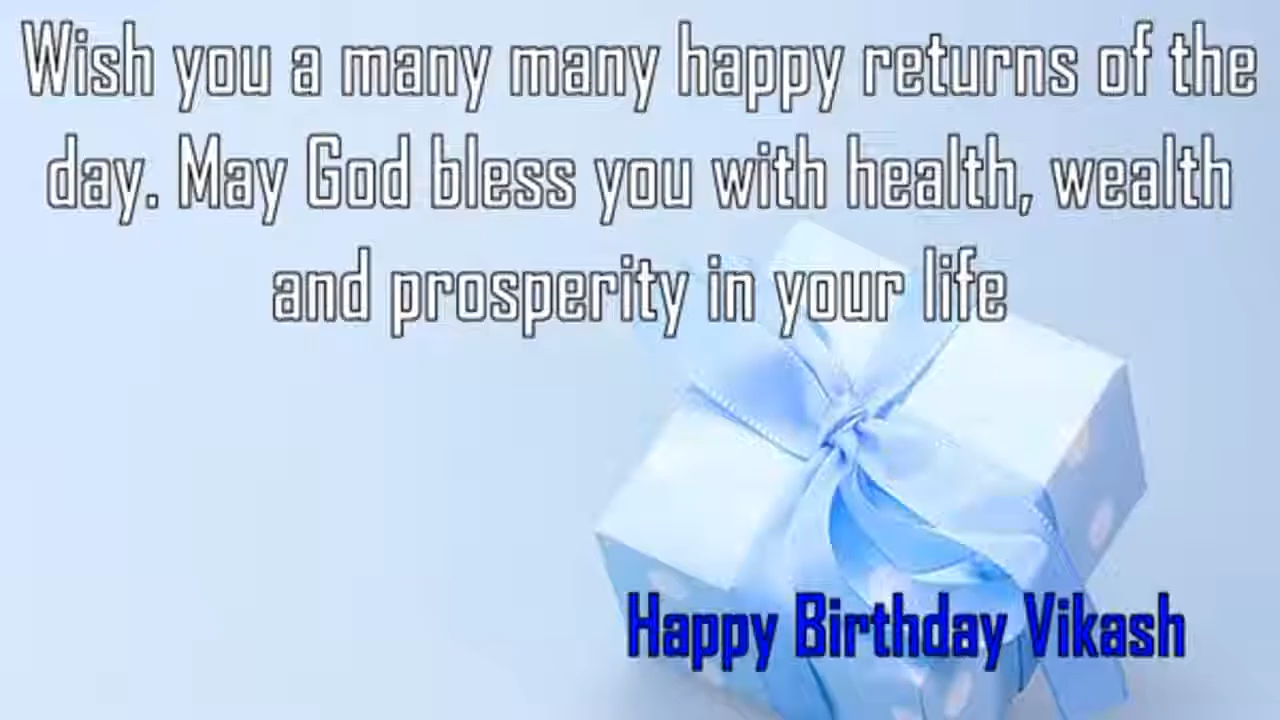 Wish you a many many happy returns of the
day. May God bless you with health, wealth
and prosperity in your life
Happy Birthday Vikash